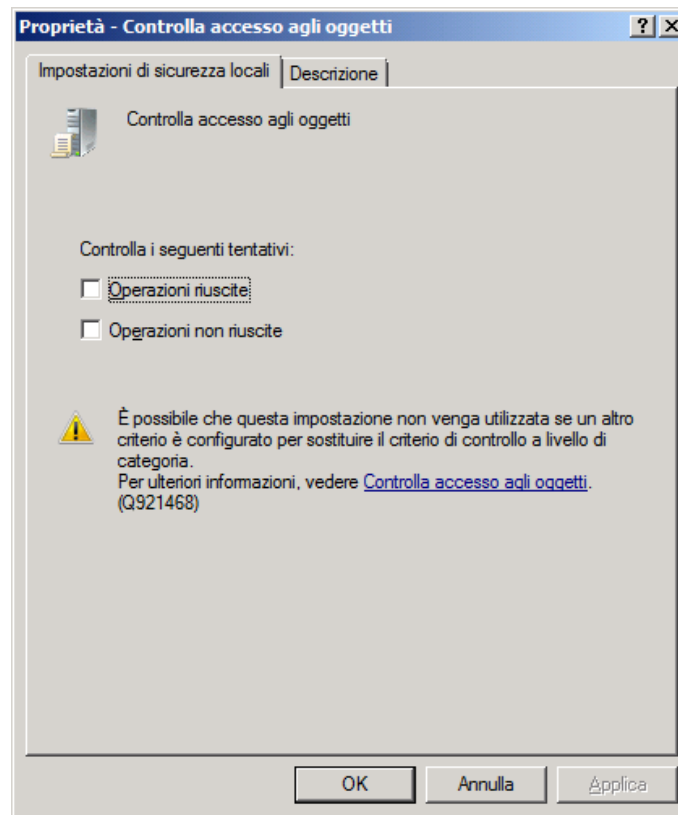 Proprietà - Controlla accesso agli oggetti
Impostazioni di sicurezza locali
Descrizione
Controlla accesso agli oggetti
Controlla i seguenti tentativi:
Operazioni riuscite
Operazioni non riuscite
È possibile che questa impostazione non venga utilizzata se un altro
criterio è configurato per sostituire il criterio di controllo a livello di
categoria.
Per ulteriori informazioni, vedere Controlla accesso agli oggetti.
(Q921468)
OK
Annulla
Applica